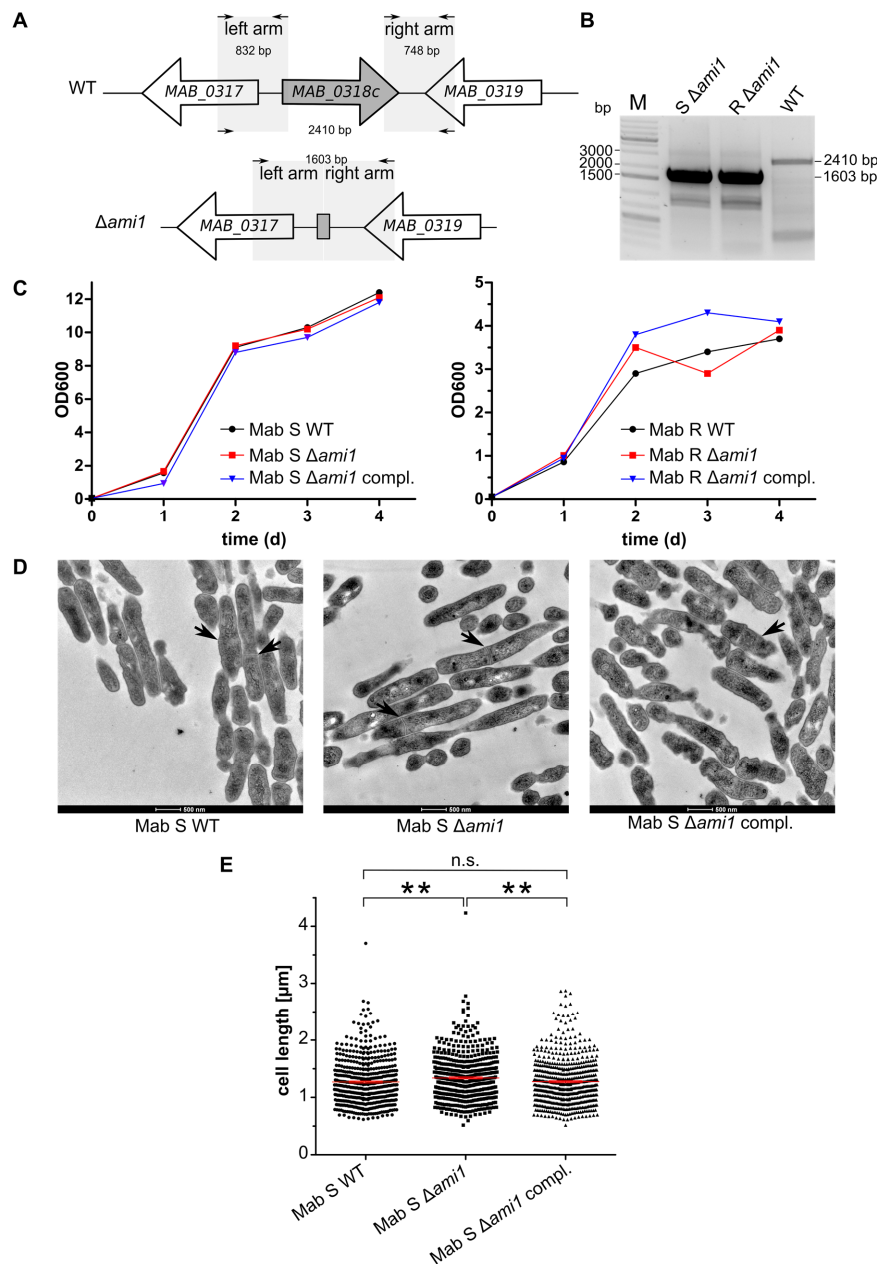 A
left arm
right arm
832 bp
748 bp
WT
MAB_0317
MAB_0318c
MAB_0319
2410 bp
1603 bp
left arm
right arm
Δami1
MAB_0317
MAB_0319
B
bp
M
S Δami1
R Δami1
WT
3000
2000
1500
2410 bp
1603 bp
C
OD600
12
10
8
6
4
2
0
Mab S WT
Mab S Δami1
Mab S Δami1 compl.
0
1
2
3
4
time (d)
OD600
5
4
3
2
1
0
Mab R WT
Mab R Δami1
Mab R Δami1 compl.
0
1
2
3
4
time (d)
D
500 nm
500 nm
500 nm
Mab S WT
Mab S Δami1
Mab S Δami1 compl.
E
n.s.
**
**
cell length [µm]
4
3
2
1
0
Mab S WT
Mab S Δami1
Mab S Δami1 compl.